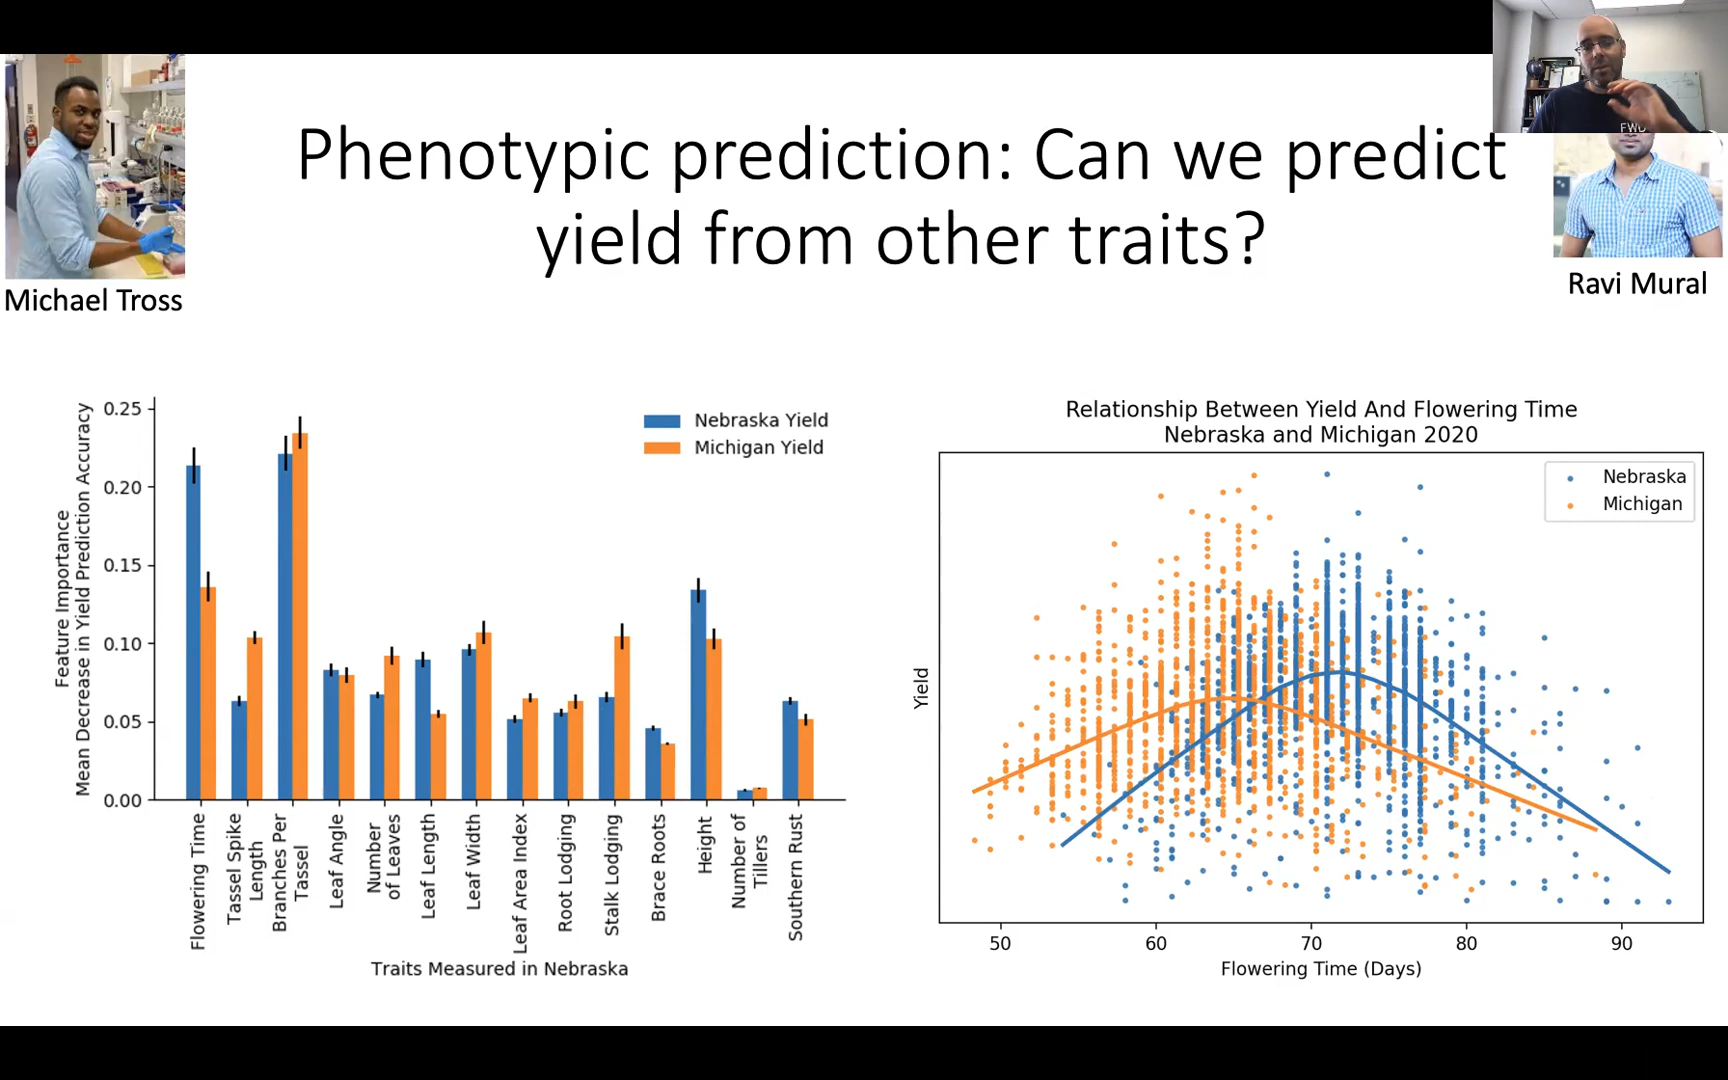 Phenotypic prediction: Can we predict
yield from other traits?
Michael Tross
FWD
Ravi Mural
Feature Importance
Mean Decrease in Yield Prediction Accuracy
0.25
0.20
0.15
0.10
0.05
0.00
Nebraska Yield
Michigan Yield
Flowering Time
Tassel Spike
Length
Branches Per
Tassel
Leaf Angle
Number
of Leaves
Leaf Length
Leaf Width
Leaf Area Index
Root Lodging
Stalk Lodging
Brace Roots
Height
Number of
Tillers
Southern Rust
Traits Measured in Nebraska
Relationship Between Yield And Flowering Time
Nebraska and Michigan 2020
Nebraska
Michigan
Yield
50 60 70 80 90
Flowering Time (Days)